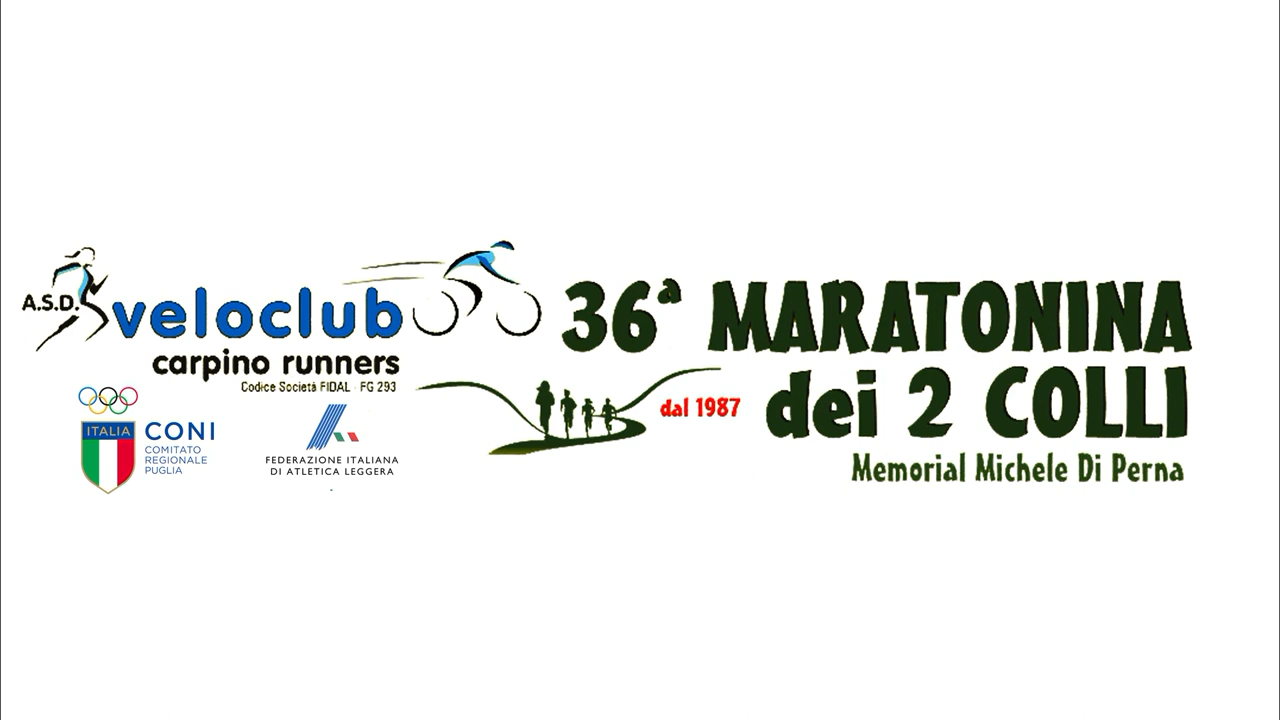 A.S.D. veloclub
carpino runners
Codice Societá FIDAL - FG 293
ITALIA
CONI
COMITATO
REGIONALE
PUGLIA
FEDERAZIONE ITALIANA
DI ATLETICA LEGGERA
36ª MARATONINA
dal 1987
dei 2 COLLI
Memorial Michele Di Perna